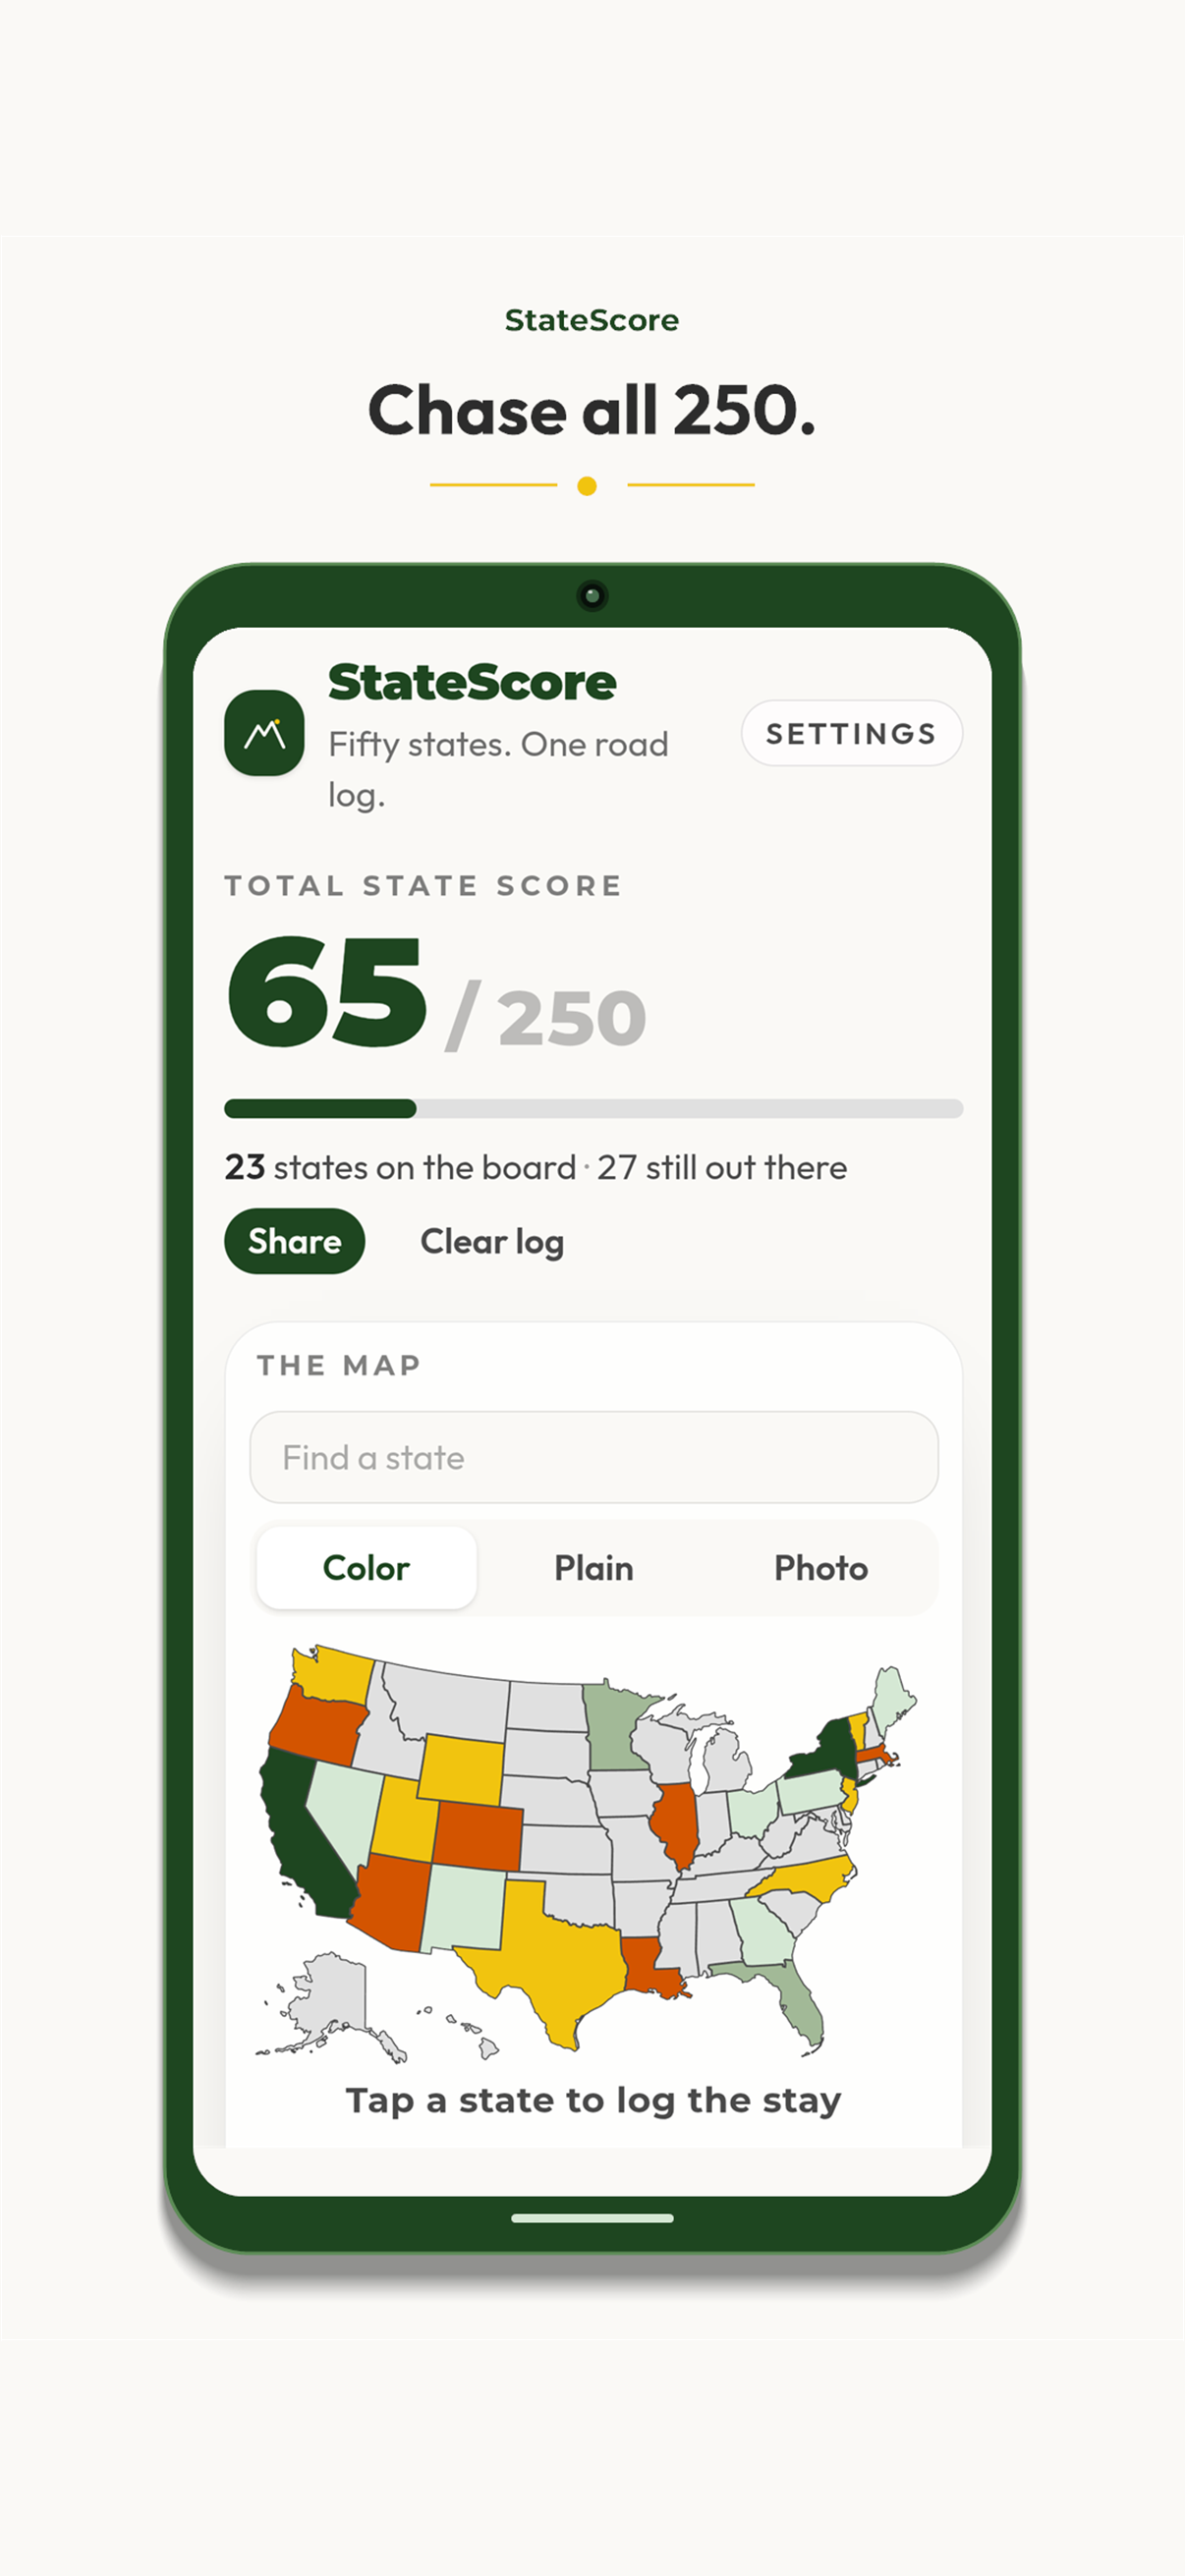 StateScore
Chase all 250.
StateScore
Fifty states. One road
log.
SETTINGS
TOTAL STATE SCORE
65 / 250
23 states on the board · 27 still out there
Share
Clear log
THE MAP
Find a state
Color
Plain
Photo
Tap a state to log the stay